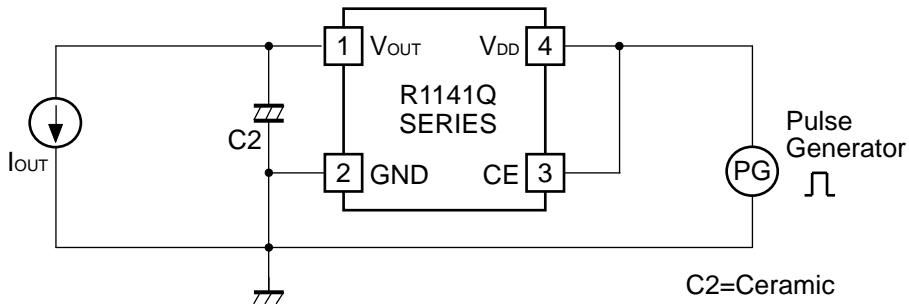 1 VOUT VDD 4
R1141Q
SERIES
C2
IOUT
2 GND CE 3
PG
Pulse
Generator
C2=Ceramic